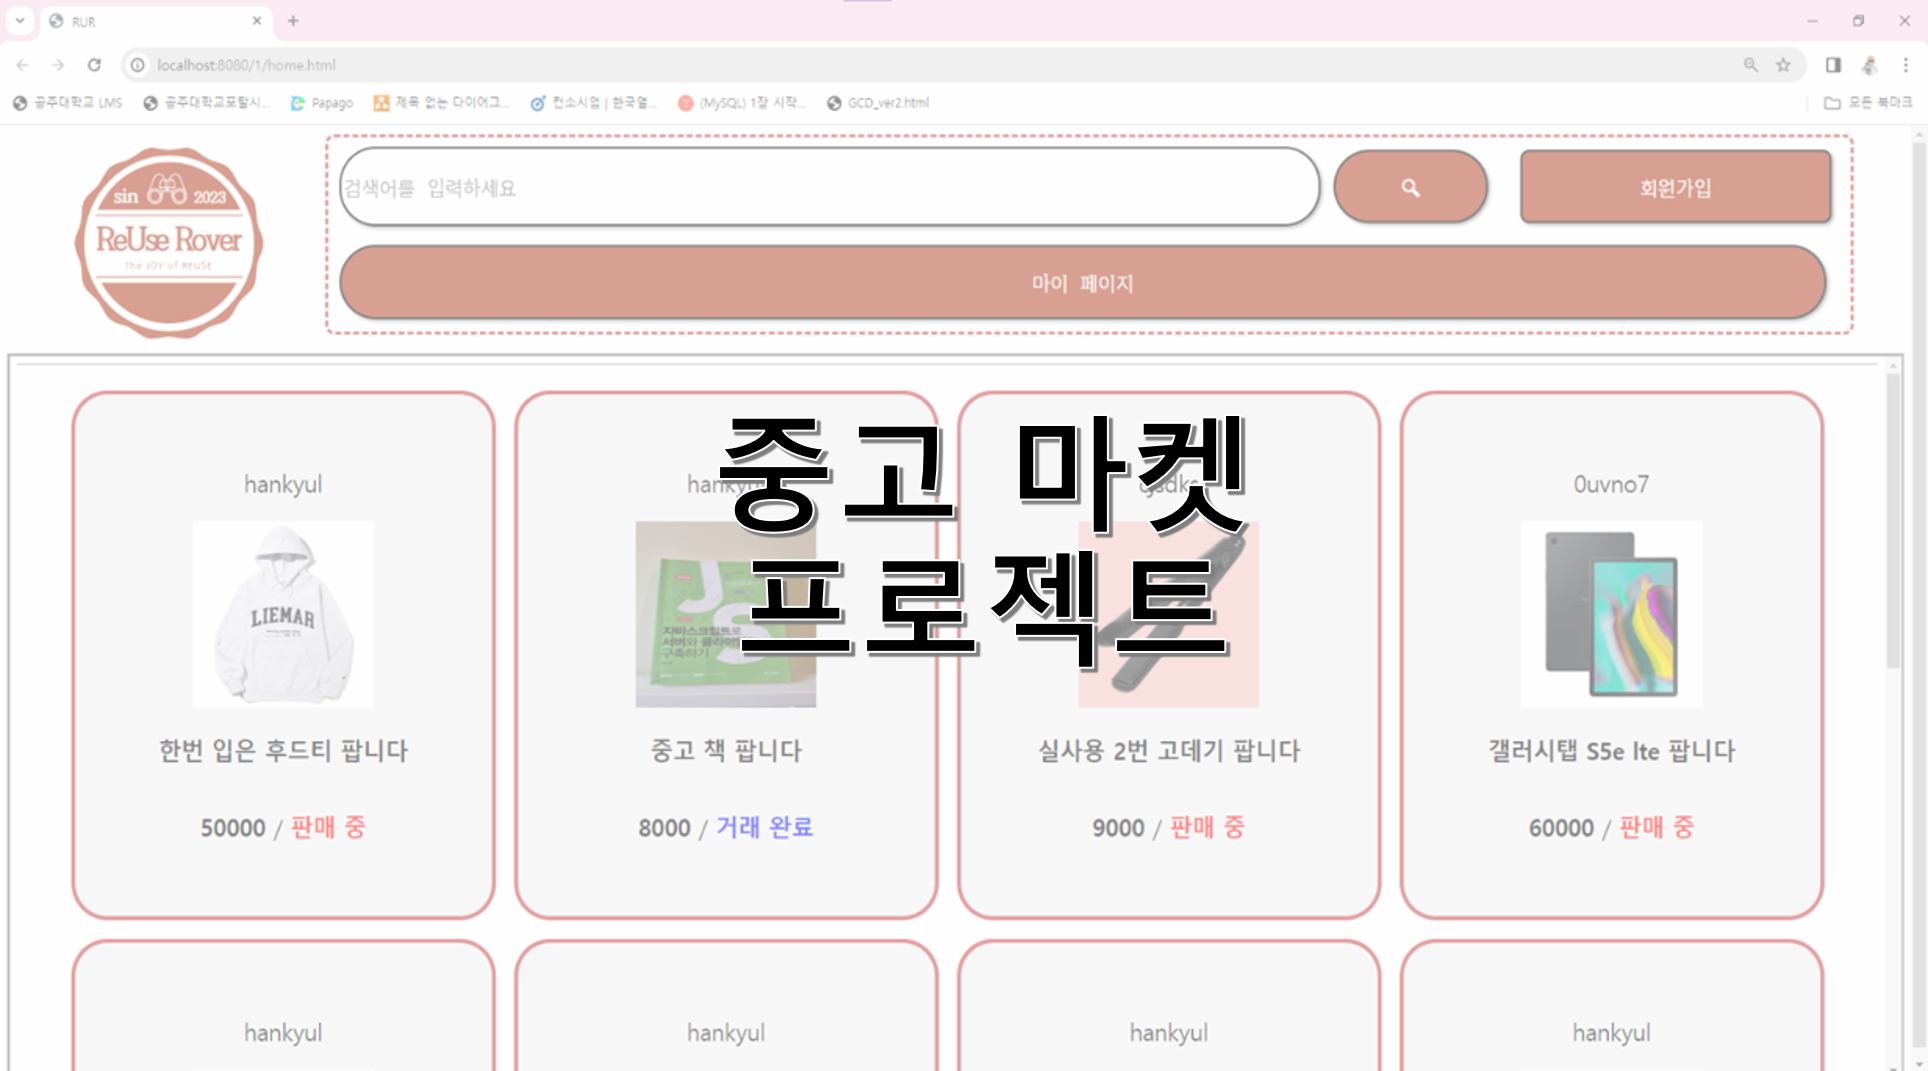 RUR
localhost:8080/1/home.html
공주대학교 LMS
공주대학교포탈시...
Papago
제목 없는 다이어그...
컨소시엄 | 한국열...
(MySQL) 1장 시작...
GCD_ver2.html
모든 북마크
sin 2023
ReUse Rover
The JOY of REUSE
검색어를 입력하세요
회원가입
마이 페이지
중고 마켓
프로젝트
hankyul
LIEMAR
한번 입은 후드티 팝니다
50000 / 판매 중
JS
자바스크립트로
서버와 클라이
구축하기
중고 책 팝니다
8000 / 거래 완료
실사용 2번 고데기 팝니다
9000 / 판매 중
0uvno7
갤러시탭 S5e lte 팝니다
60000 / 판매 중
hankyul
hankyul
hankyul
hankyul